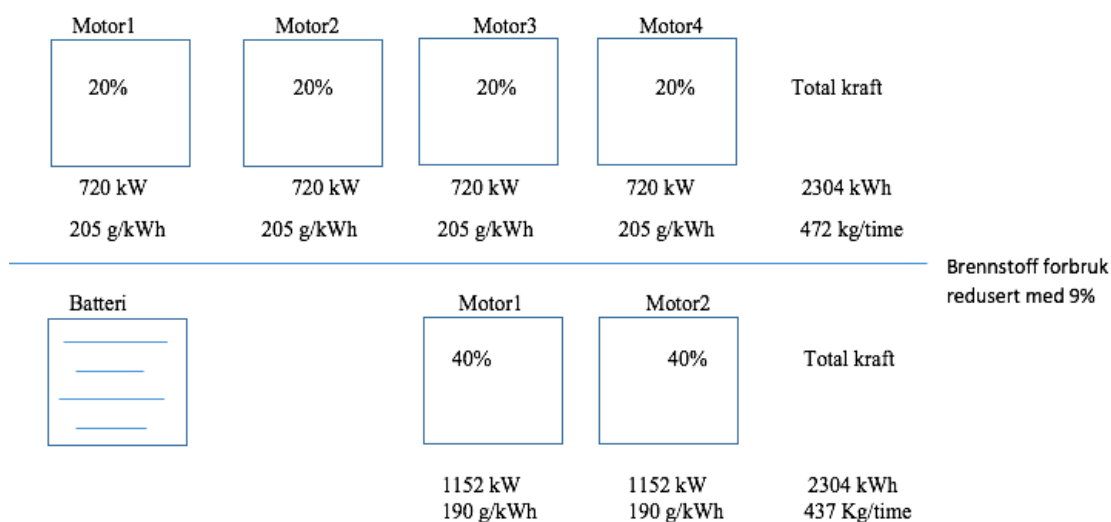 Motor1 Motor2 Motor3 Motor4
20% 20% 20% 20% Total kraft
720 kW 720 kW 720 kW 720 kW 2304 kWh
205 g/kWh 205 g/kWh 205 g/kWh 205 g/kWh 472 kg/time
Brennstoff forbruk
redusert med 9%
Batteri Motor1 Motor2
40% 40% Total kraft
1152 kW 1152 kW 2304 kWh
190 g/kWh 190 g/kWh 437 Kg/time